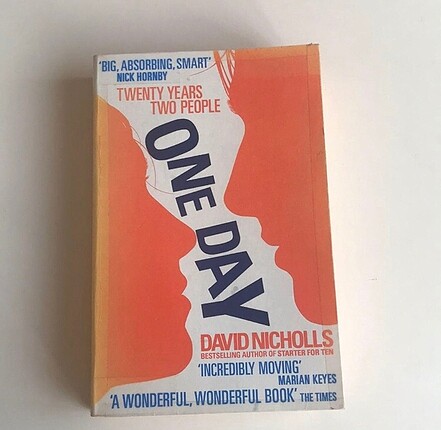 'BIG, ABSORBING, SMART'
NICK HORNBY
TWENTY YEARS
TWO PEOPLE
ONE DAY
DAVID NICHOLLS
BESTSELLING AUTHOR OF STARTER FOR TEN
'INCREDIBLY MOVING'
MARIAN KEYES
'A WONDERFUL, WONDERFUL BOOK' THE TIMES